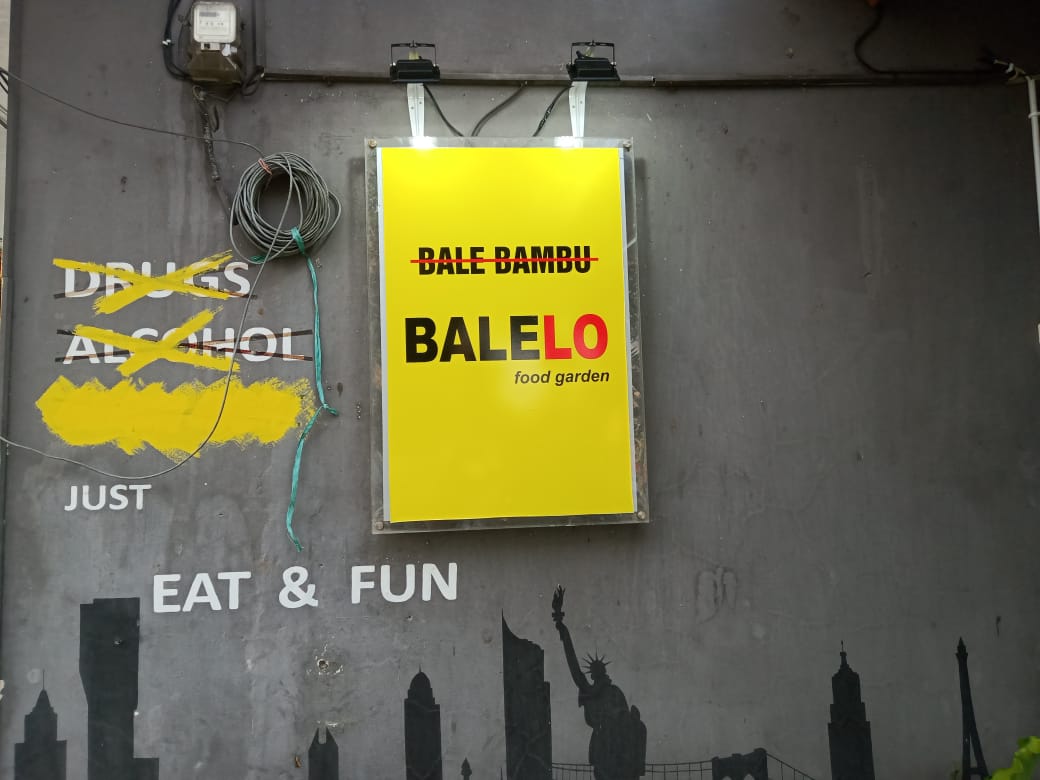 DRUGS
ALCOHOL
JUST
EAT & FUN
BALE BAMBU
BALELO
food garden